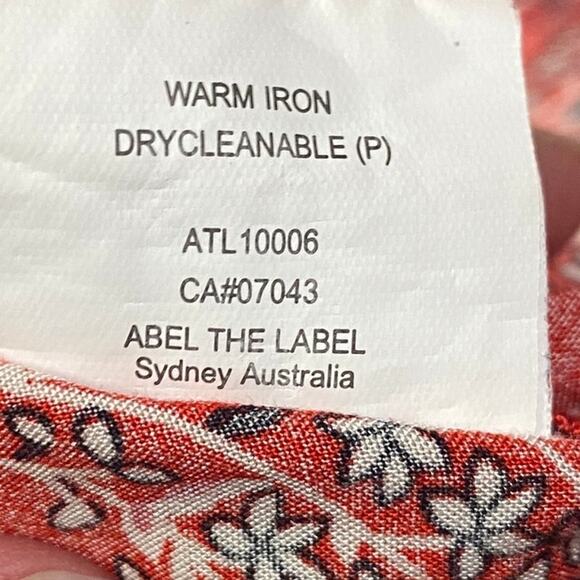 WARM IRON
DRYCLEANABLE (P)
ATL10006
CA#07043
ABEL THE LABEL
Sydney Australia